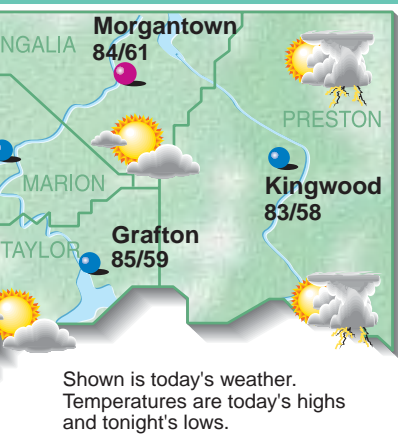 Morgantown
84/61
NGALIA
PRESTON
MARION
Kingwood
83/58
TAYLOR
Grafton
85/59
Shown is today's weather.
Temperatures are today's highs
and tonight's lows.